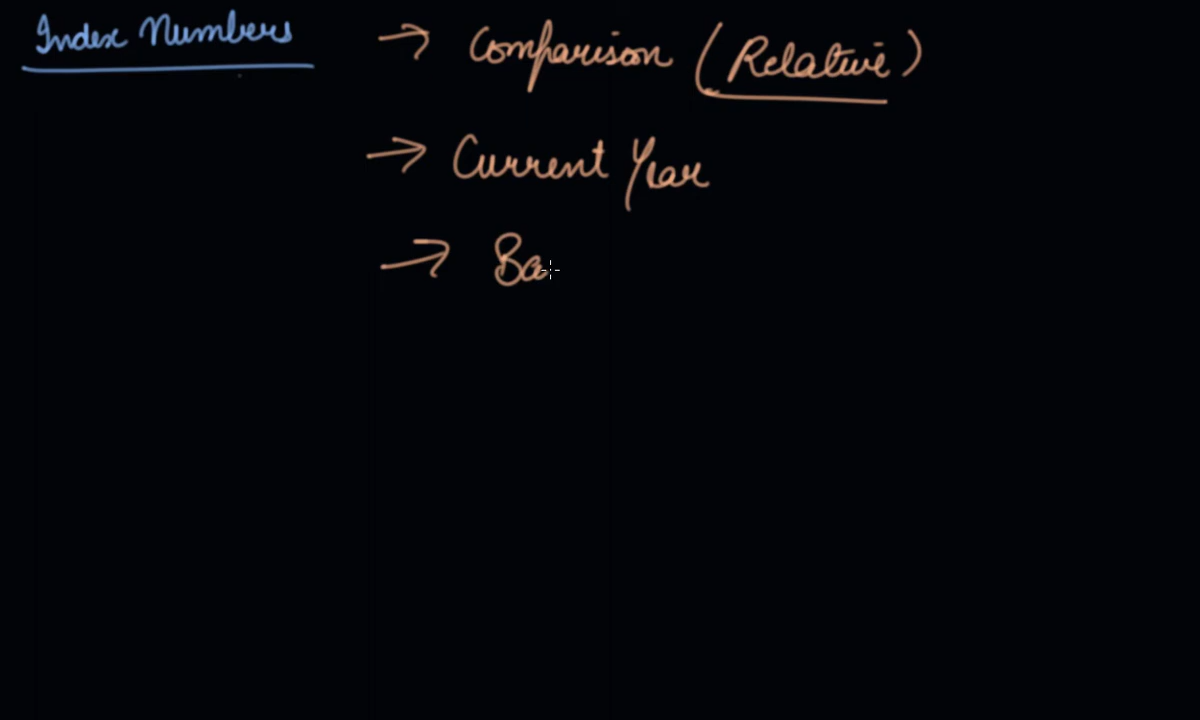 Index Numbers → Comparison (Relative)
→ Current Year
→ Ba